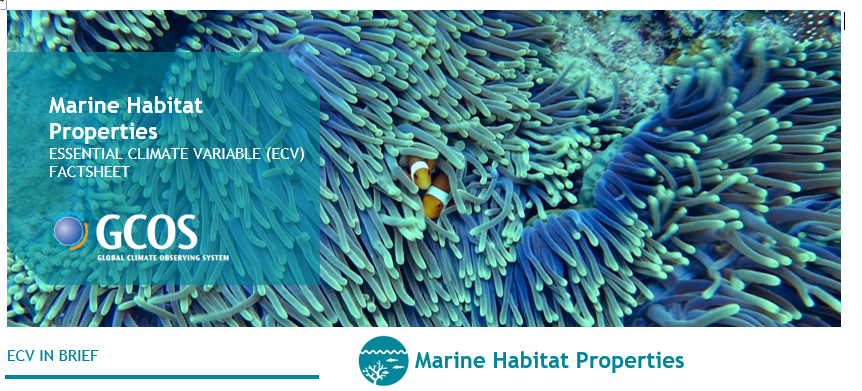 Marine Habitat
Properties
ESSENTIAL CLIMATE VARIABLE (ECV)
FACTSHEET
GCOS
GLOBAL CLIMATE OBSERVING SYSTEM
ECV IN BRIEF
Marine Habitat Properties